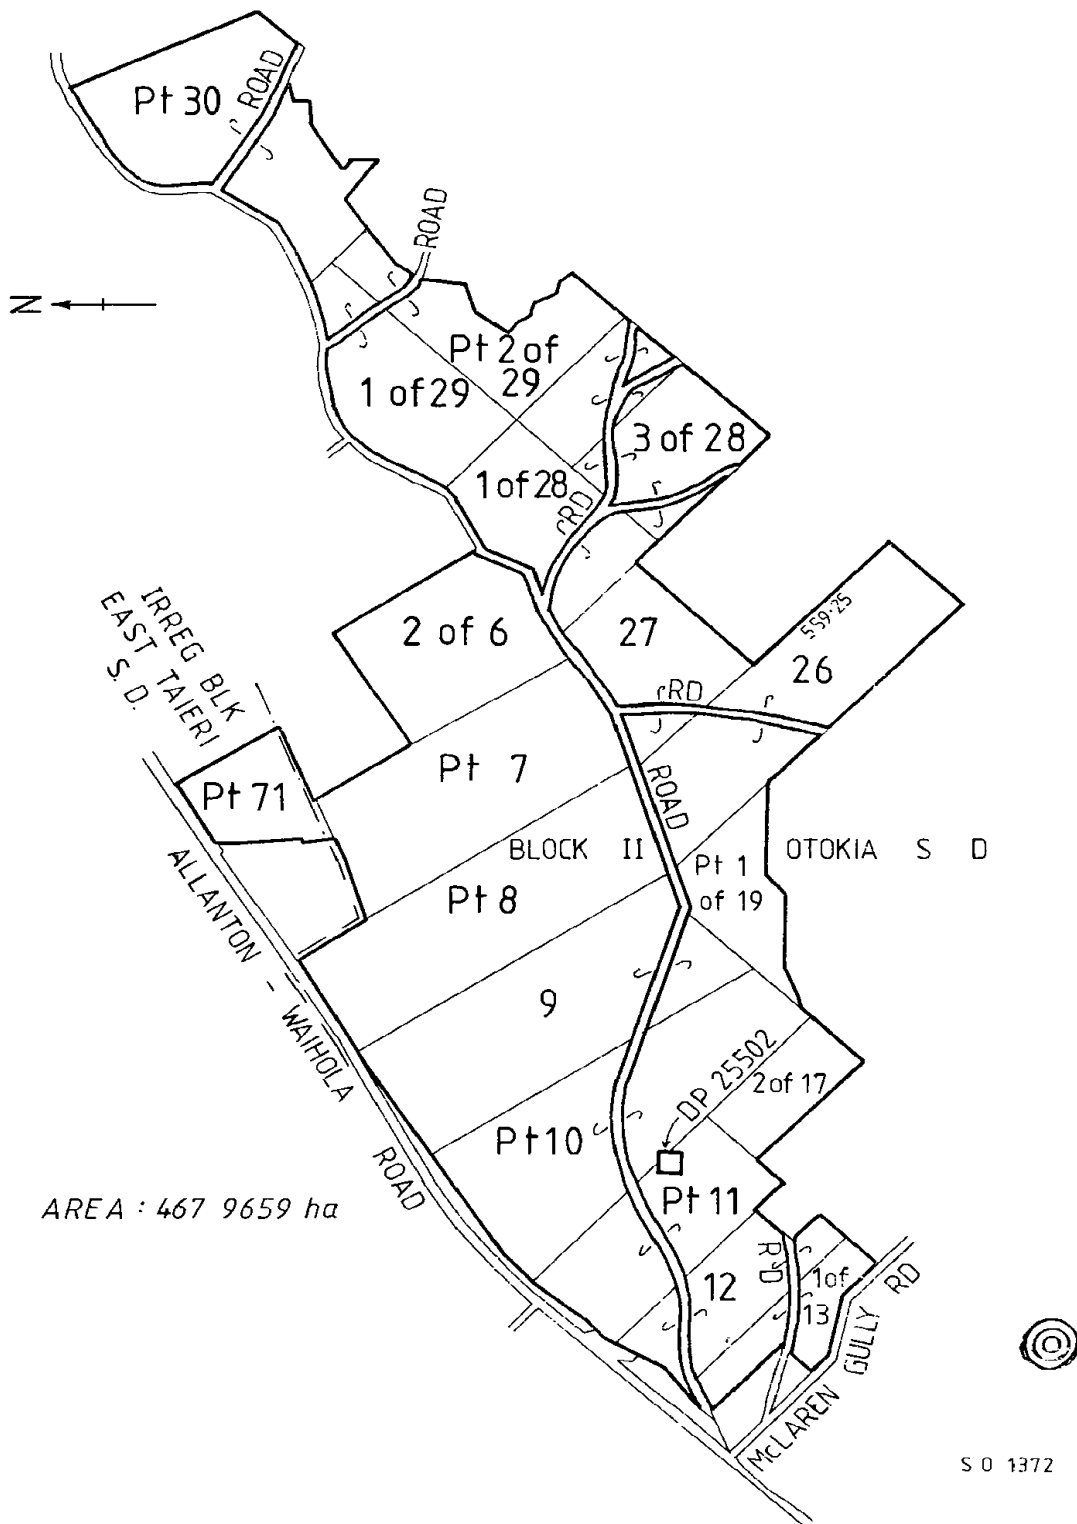 Pt 30
ROAD
ROAD
N
Pt 2 of
29
1 of 29
3 of 28
1 of 28
RD
IRREG BLK
EAST TAIERI
S. D.
2 of 6
27
559·25
26
RD
Pt 7
Pt 71
ROAD
BLOCK II
OTOKIA S D
Pt 1
of 19
Pt 8
ALLANTON - WAIHOLA ROAD
9
DP 25502
2 of 17
Pt 10
Pt 11
AREA : 467 9659 ha
RD
12
1 of
13
McLAREN GULLY RD
S O 1372